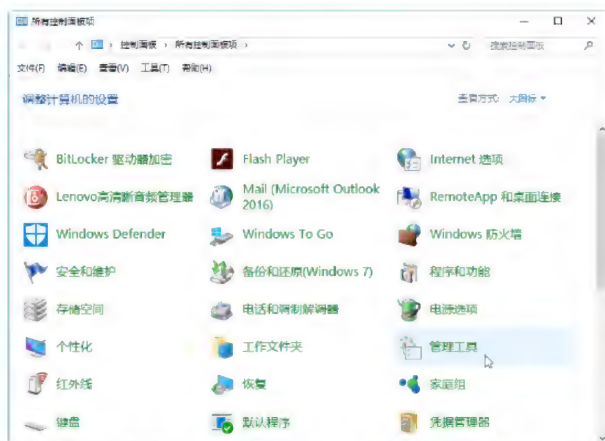 所有控制面板项
控制面板 › 所有控制面板项 ›
搜索控制面板
文件(F) 编辑(E) 查看(V) 工具(T) 帮助(H)
调整计算机的设置
查看方式: 大图标
BitLocker 驱动器加密
Flash Player
Internet 选项
Lenovo高清晰音频管理器
Mail (Microsoft Outlook
2016)
RemoteApp 和桌面连接
Windows Defender
Windows To Go
Windows 防火墙
安全和维护
备份和还原(Windows 7)
程序和功能
存储空间
电话和调制解调器
电源选项
个性化
工作文件夹
管理工具
红外线
恢复
家庭组
键盘
默认程序
凭据管理器